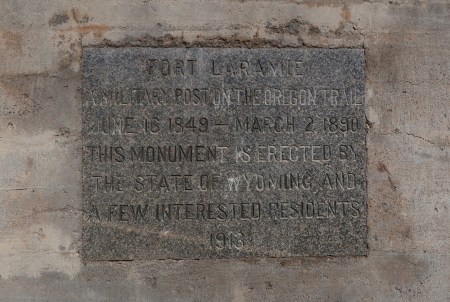 FORT LARAMIE
A MILITARY POST ON THE OREGON TRAIL
JUNE 16 1849 — MARCH 2 1890
THIS MONUMENT IS ERECTED BY
THE STATE OF WYOMING, AND
A FEW INTERESTED RESIDENTS
1913